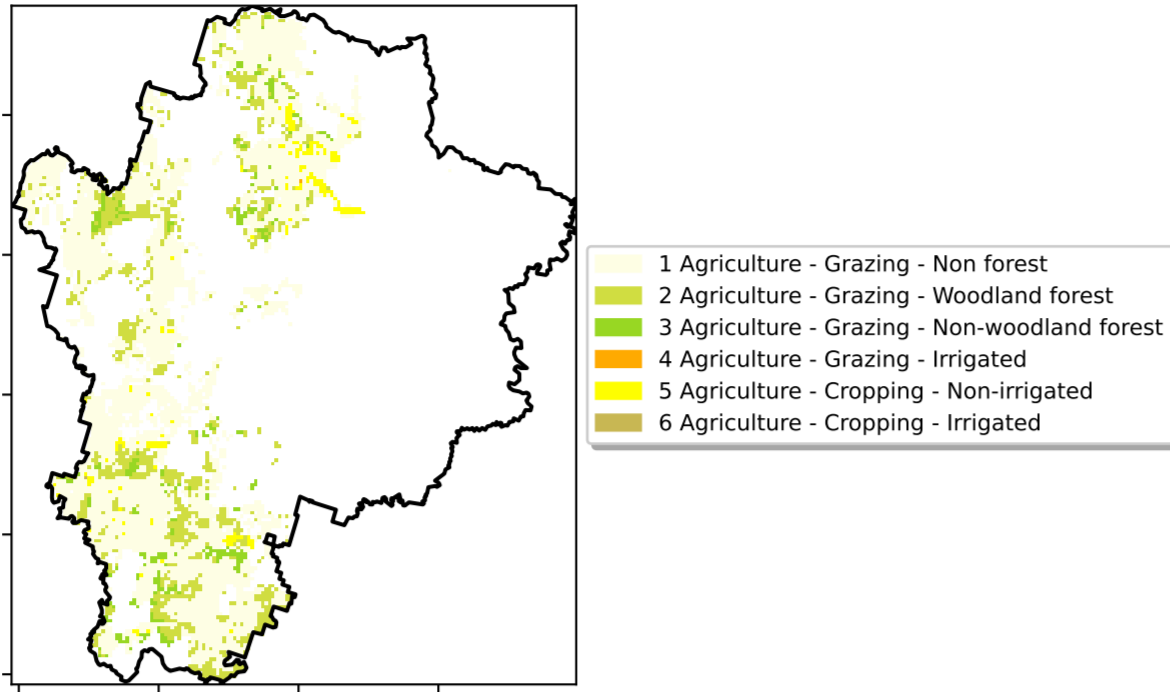 1 Agriculture - Grazing - Non forest
2 Agriculture - Grazing - Woodland forest
3 Agriculture - Grazing - Non-woodland forest
4 Agriculture - Grazing - Irrigated
5 Agriculture - Cropping - Non-irrigated
6 Agriculture - Cropping - Irrigated